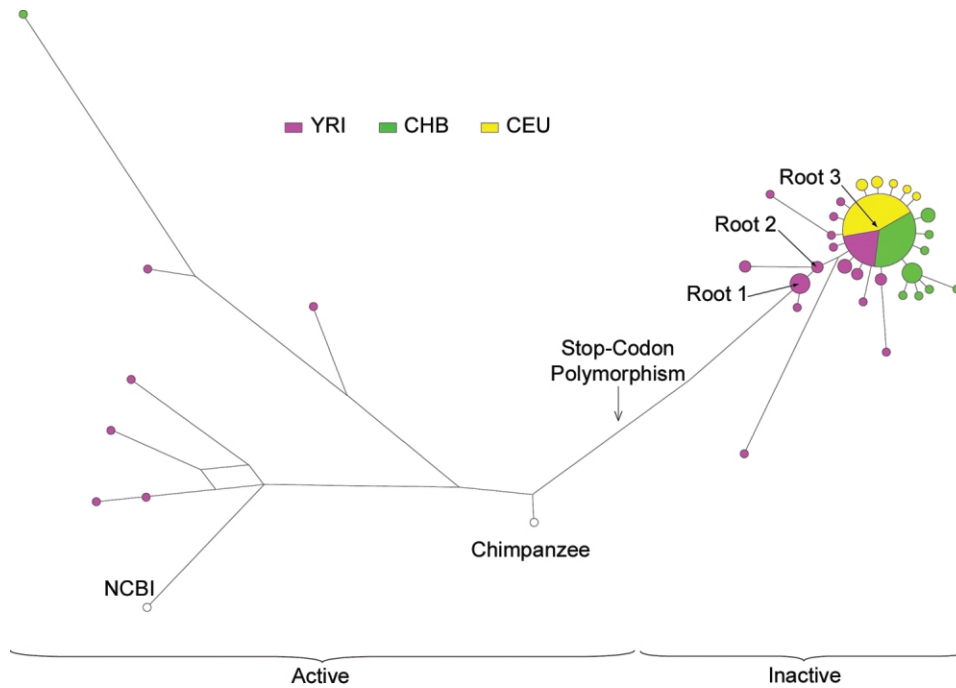 YRI CHB CEU
Root 3
Root 2
Root 1
Stop-Codon
Polymorphism
Chimpanzee
NCBI
Active Inactive